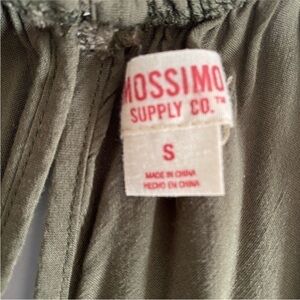 MOSSIMO
SUPPLY CO.™
S
MADE IN CHINA
HECHO EN CHINA